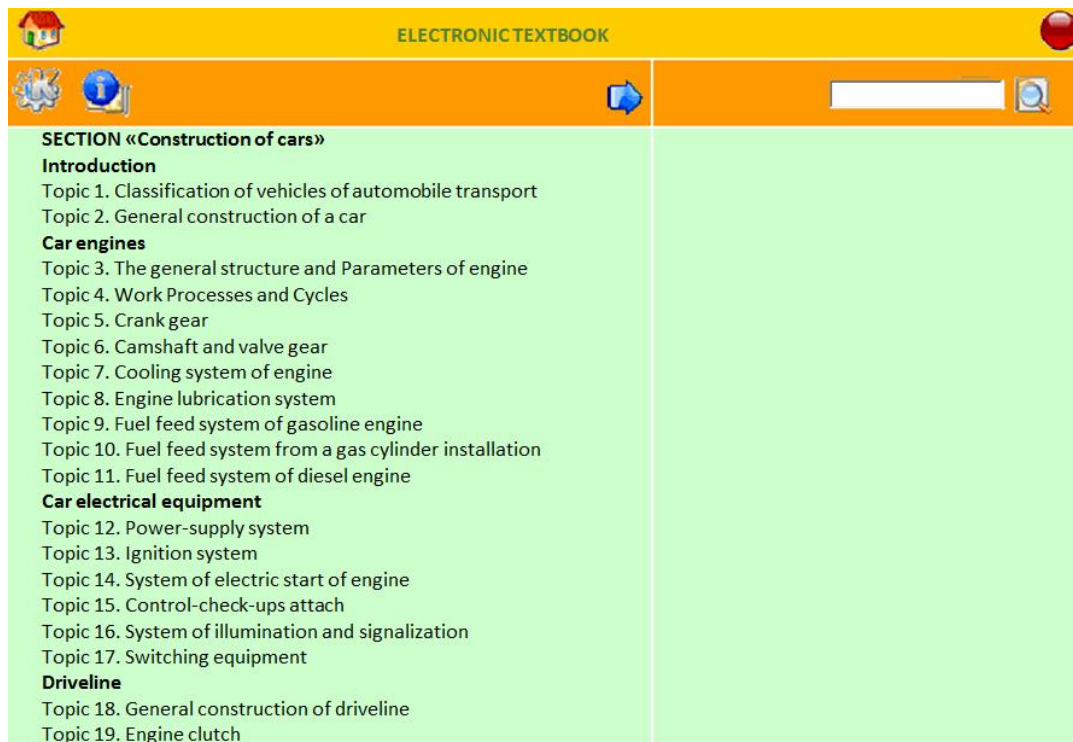 ELECTRONIC TEXTBOOK
SECTION «Construction of cars»
Introduction
Topic 1. Classification of vehicles of automobile transport
Topic 2. General construction of a car
Car engines
Topic 3. The general structure and Parameters of engine
Topic 4. Work Processes and Cycles
Topic 5. Crank gear
Topic 6. Camshaft and valve gear
Topic 7. Cooling system of engine
Topic 8. Engine lubrication system
Topic 9. Fuel feed system of gasoline engine
Topic 10. Fuel feed system from a gas cylinder installation
Topic 11. Fuel feed system of diesel engine
Car electrical equipment
Topic 12. Power-supply system
Topic 13. Ignition system
Topic 14. System of electric start of engine
Topic 15. Control-check-ups attach
Topic 16. System of illumination and signalization
Topic 17. Switching equipment
Driveline
Topic 18. General construction of driveline
Topic 19. Engine clutch